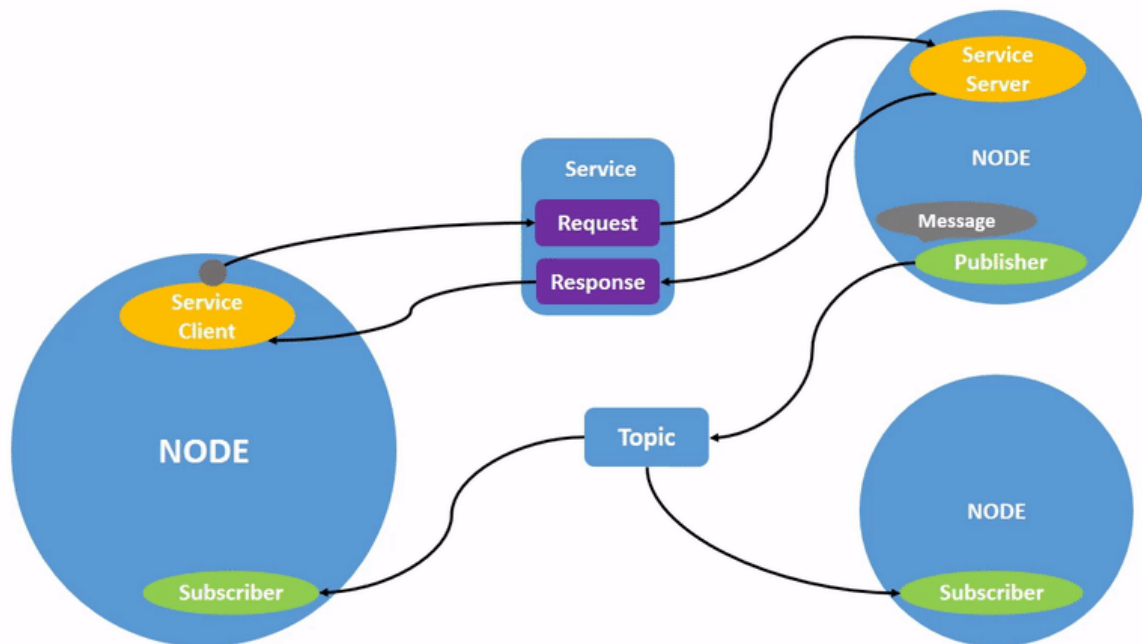 Service
Server
NODE
Message
Publisher
Service
Request
Response
Service
Client
NODE
Subscriber
Topic
NODE
Subscriber